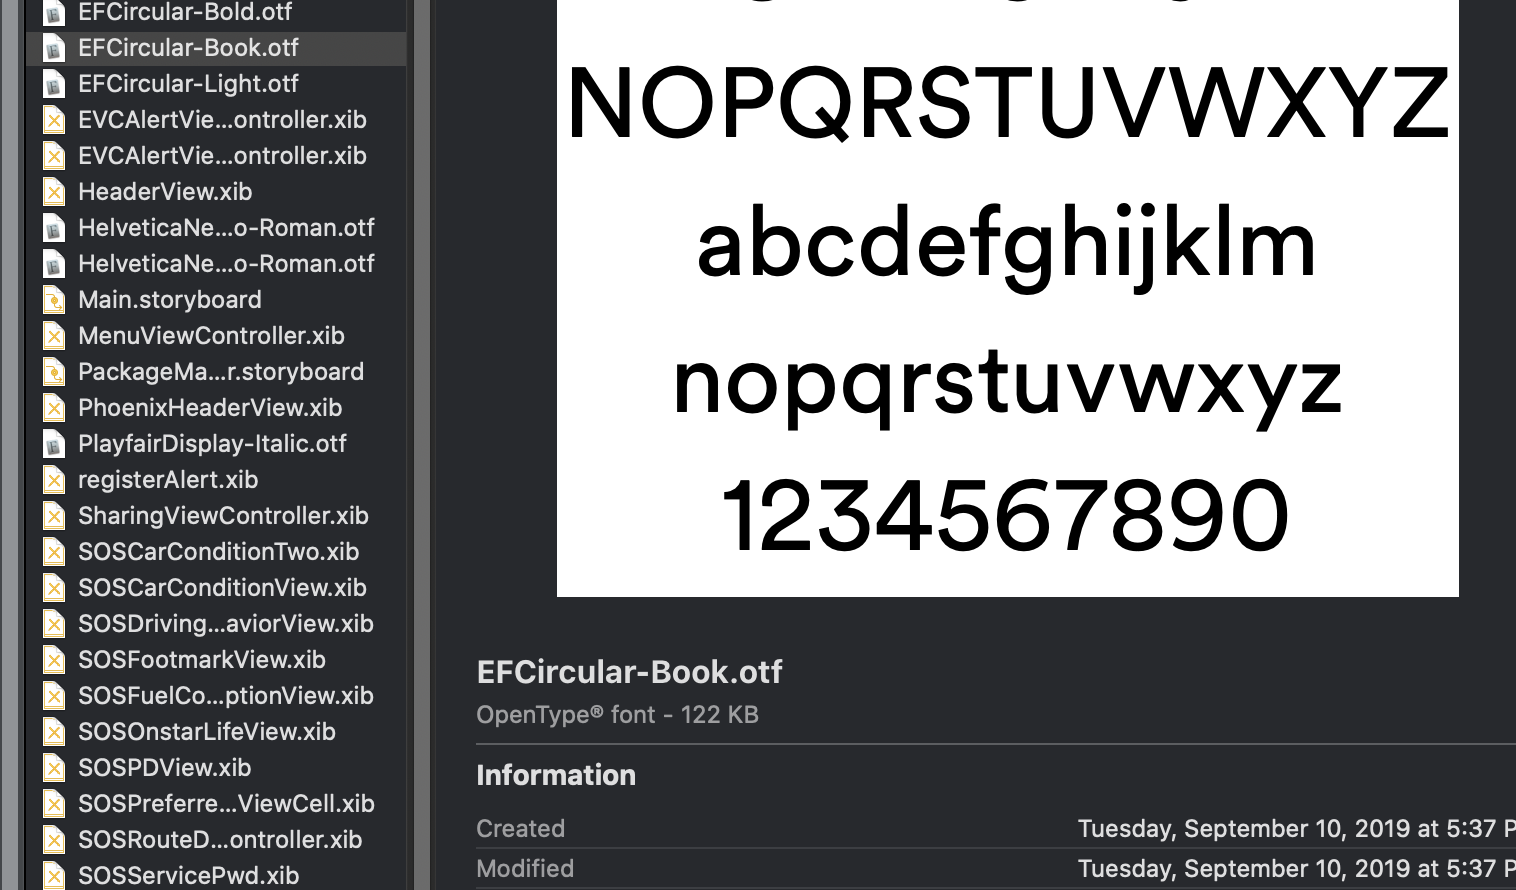 EFCircular-Bold.otf
EFCircular-Book.otf
EFCircular-Light.otf
EVCAlertVie...ontroller.xib
EVCAlertVie...ontroller.xib
HeaderView.xib
HelveticaNe...o-Roman.otf
HelveticaNe...o-Roman.otf
Main.storyboard
MenuViewController.xib
PackageMa...r.storyboard
PhoenixHeaderView.xib
PlayfairDisplay-Italic.otf
registerAlert.xib
SharingViewController.xib
SOSCarConditionTwo.xib
SOSCarConditionView.xib
SOSDriving...aviorView.xib
SOSFootmarkView.xib
SOSFuelCo...ptionView.xib
SOSOnstarLifeView.xib
SOSPDView.xib
SOSPreferre...ViewCell.xib
SOSRouteD...ontroller.xib
SOSServicePwd.xib
NOPQRSTUVWXYZ
abcdefghijklm
nopqrstuvwxyz
1234567890
EFCircular-Book.otf
OpenType® font - 122 KB
Information
Created Tuesday, September 10, 2019 at 5:37 P
Modified Tuesday, September 10, 2019 at 5:37 P